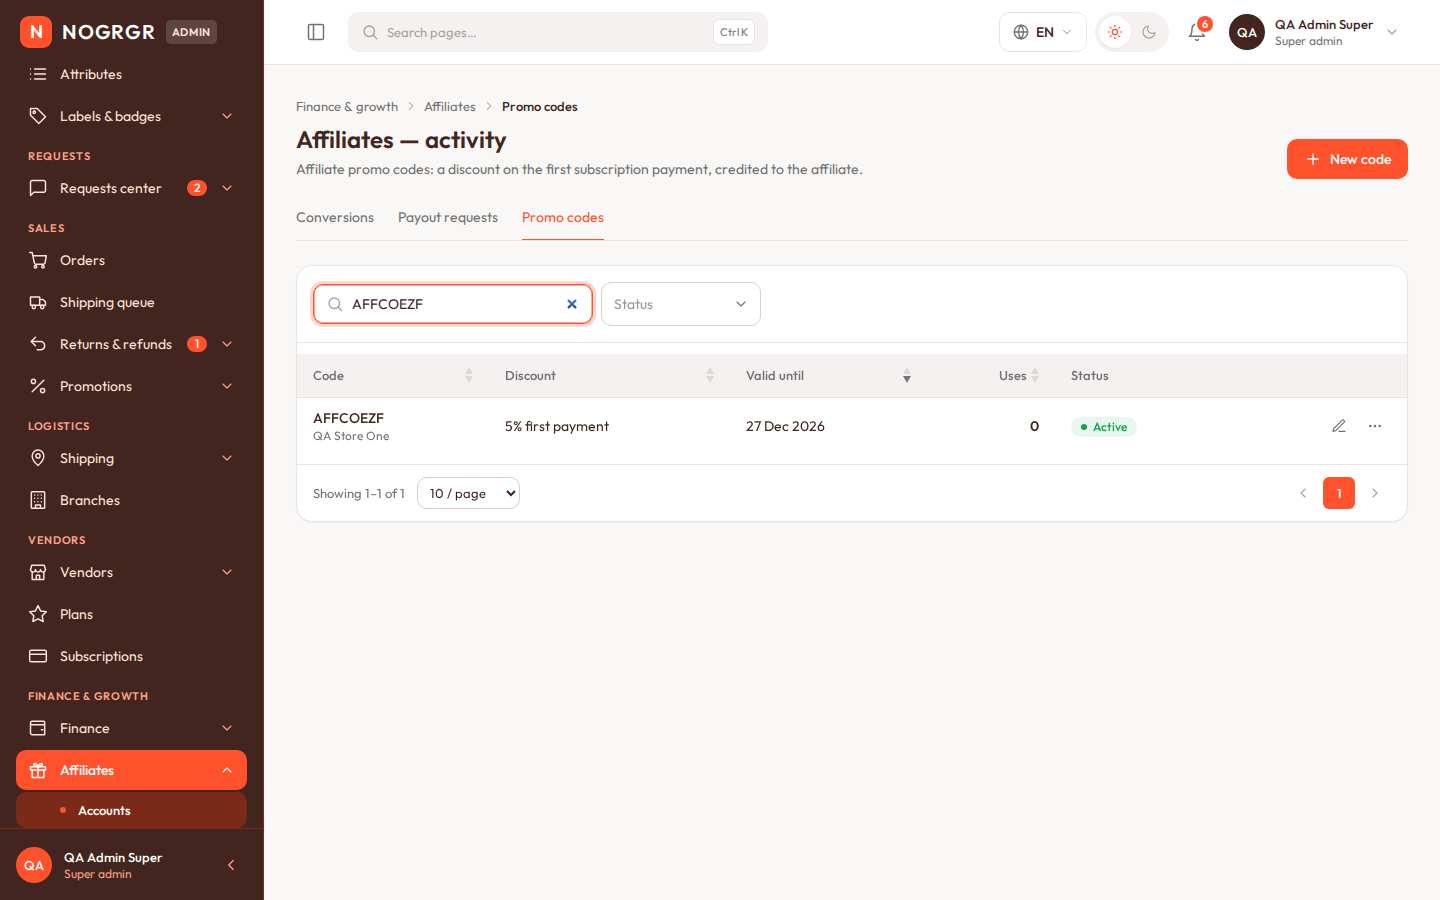 N NOGRGR ADMIN
Attributes
Labels & badges
REQUESTS
Requests center 2
SALES
Orders
Shipping queue
Returns & refunds 1
Promotions
LOGISTICS
Shipping
Branches
VENDORS
Vendors
Plans
Subscriptions
FINANCE & GROWTH
Finance
Affiliates
Accounts
QA QA Admin Super
Super admin
Search pages... Ctrl K
EN
6
QA QA Admin Super
Super admin
Finance & growth Affiliates Promo codes
Affiliates — activity
Affiliate promo codes: a discount on the first subscription payment, credited to the affiliate.
New code
Conversions Payout requests Promo codes
AFFCOEZF Status
Code Discount Valid until Uses Status
AFFCOEZF
QA Store One
5% first payment 27 Dec 2026 0 Active
Showing 1–1 of 1 10 / page 1